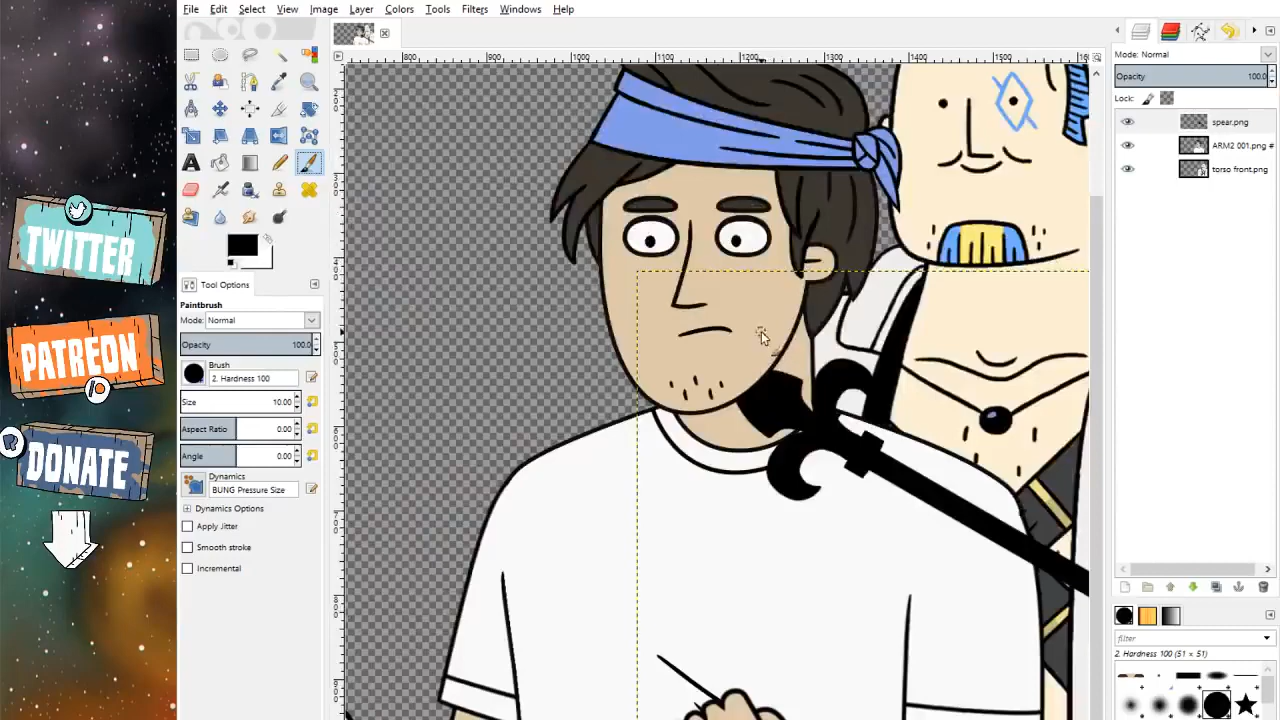 File Edit Select View Image Layer Colors Tools Filters Windows Help
Mode: Normal
Opacity 100.0
Lock:
spear.png
ARM2 001.png #
torso front.png
800 900 1000 1100 1200 1300 1400 1500
TWITTER
PATREON
DONATE
Tool Options
Paintbrush
Mode: Normal
Opacity 100.0
Brush
2. Hardness 100
Size 10.00
Aspect Ratio 0.00
Angle 0.00
Dynamics
BUNG Pressure Size
Dynamics Options
Apply Jitter
Smooth stroke
Incremental
filter
2. Hardness 100 (51 × 51)